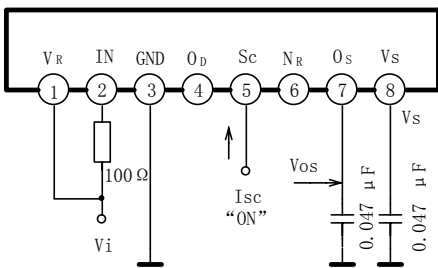 VR IN GND OD Sc NR OS Vs
1 2 3 4 5 6 7 8
Vs
100Ω
Vos
0.047 μF
0.047 μF
Isc
“ON”
Vi